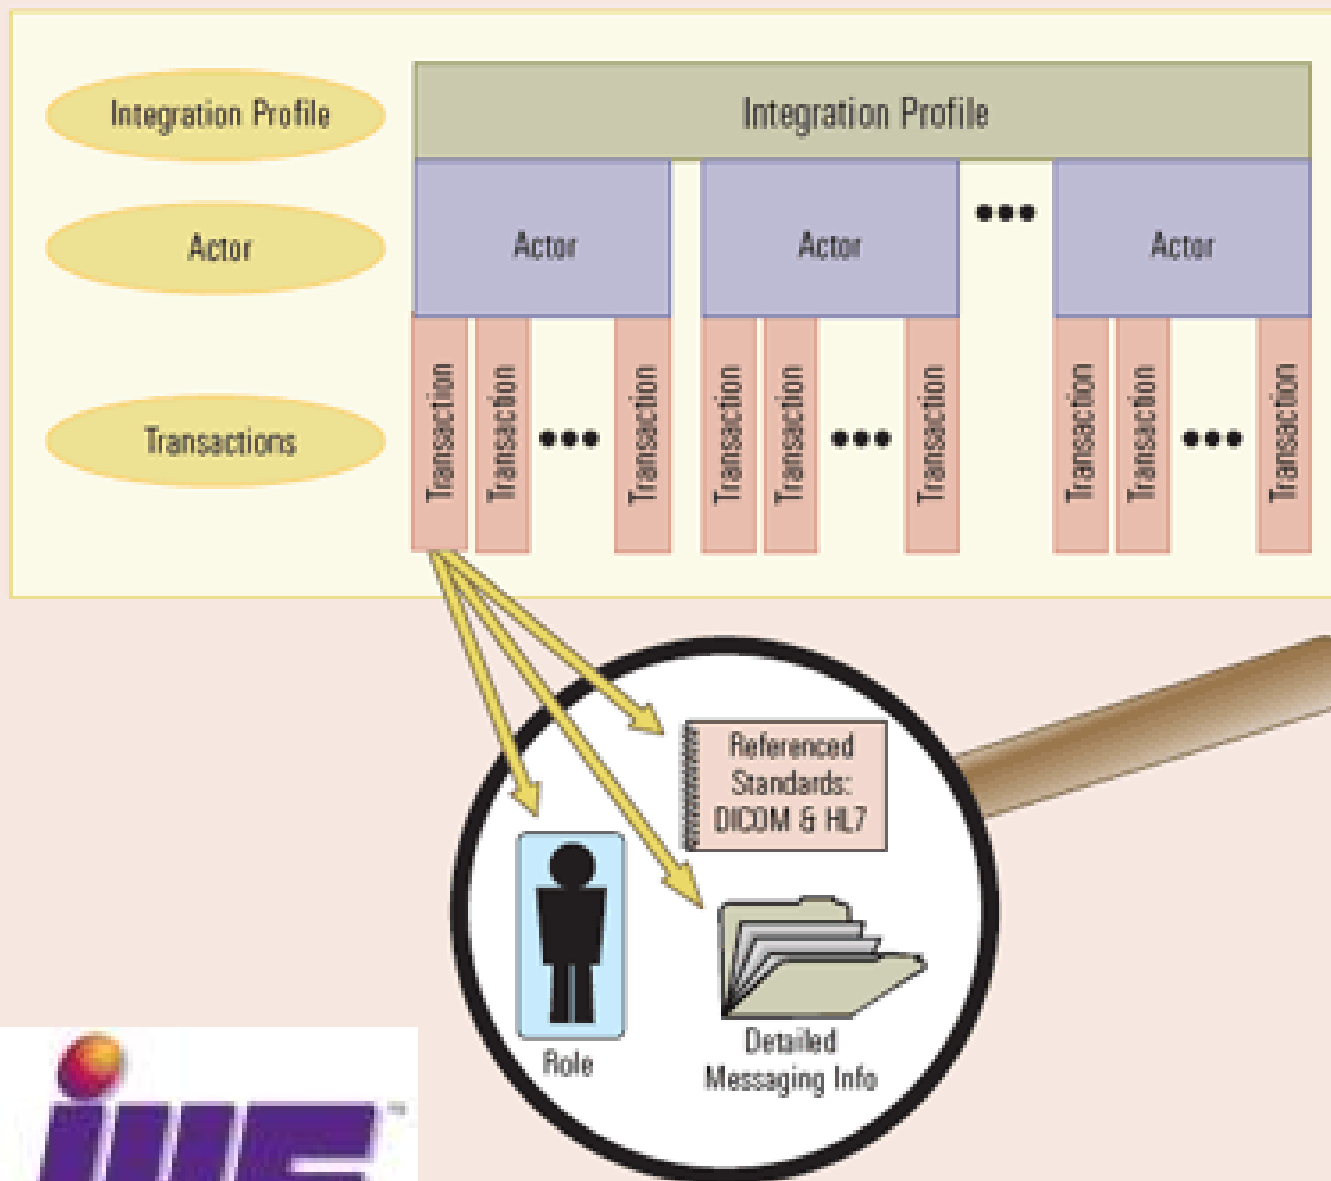 Integration Profile
Integration Profile
Actor
Actor
Actor
Actor
Transactions
Transaction
Transaction
Transaction
Transaction
Transaction
Transaction
Transaction
Transaction
Transaction
Referenced
Standards:
DICOM & HL7
Role
Detailed
Messaging Info